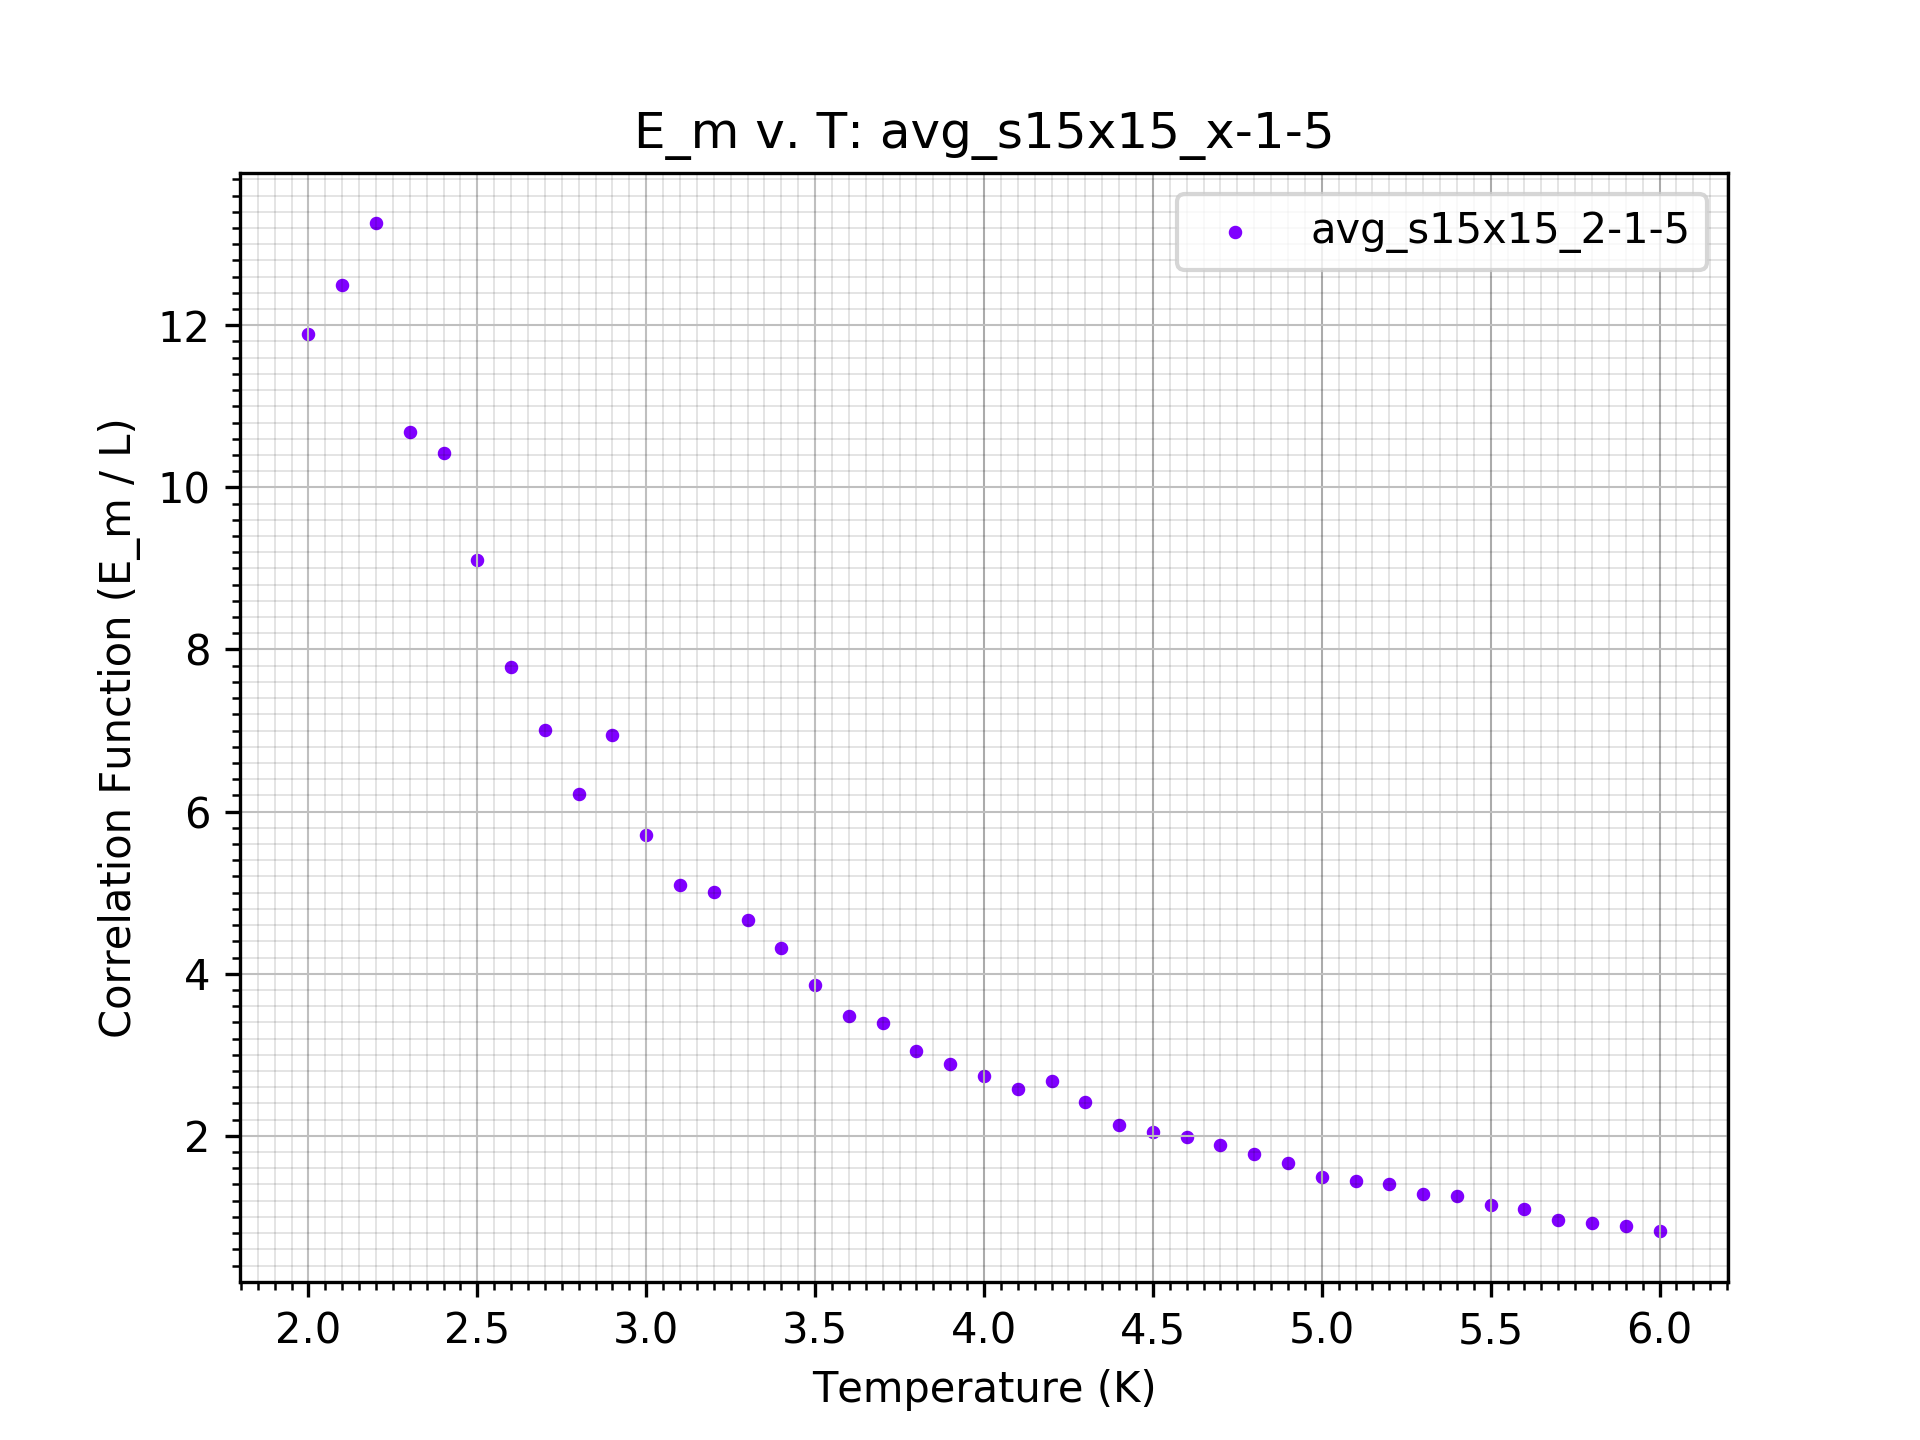 E_m v. T: avg_s15x15_x-1-5
avg_s15x15_2-1-5
Correlation Function (E_m / L)
12
10
8
6
4
2
2.0 2.5 3.0 3.5 4.0 4.5 5.0 5.5 6.0
Temperature (K)